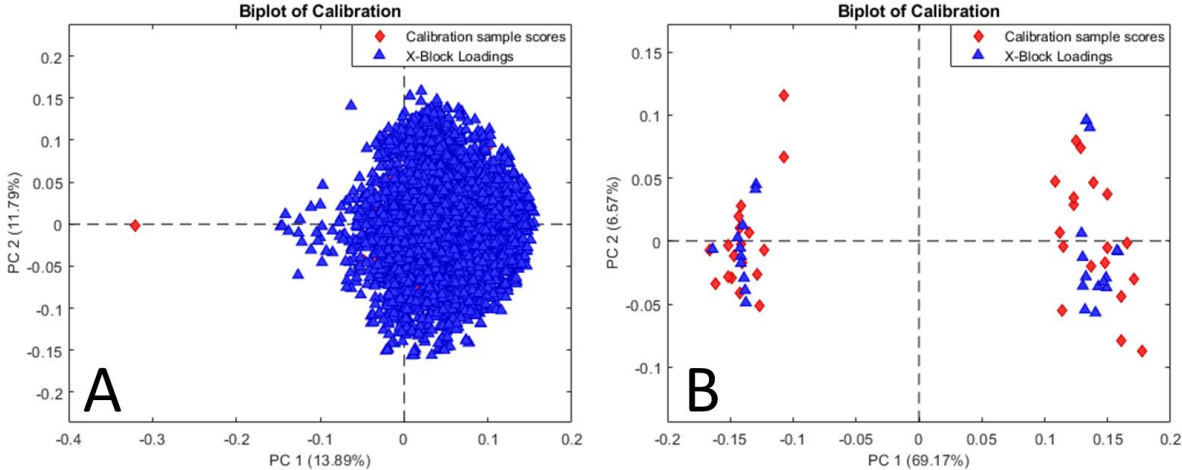 Biplot of Calibration
Calibration sample scores
X-Block Loadings
0.2
0.15
0.1
0.05
0
-0.05
-0.1
-0.15
-0.2
PC 2 (11.79%)
A
-0.4 -0.3 -0.2 -0.1 0 0.1 0.2
PC 1 (13.89%)
Biplot of Calibration
Calibration sample scores
X-Block Loadings
0.15
0.1
0.05
0
-0.05
-0.1
PC 2 (6.57%)
B
-0.2 -0.15 -0.1 -0.05 0 0.05 0.1 0.15 0.2
PC 1 (69.17%)